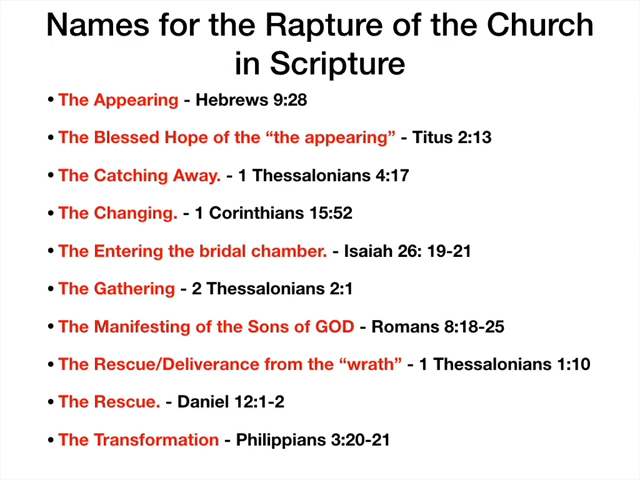 Names for the Rapture of the Church
in Scripture
• The Appearing - Hebrews 9:28
• The Blessed Hope of the “the appearing” - Titus 2:13
• The Catching Away. - 1 Thessalonians 4:17
• The Changing. - 1 Corinthians 15:52
• The Entering the bridal chamber. - Isaiah 26: 19-21
• The Gathering - 2 Thessalonians 2:1
• The Manifesting of the Sons of GOD - Romans 8:18-25
• The Rescue/Deliverance from the “wrath” - 1 Thessalonians 1:10
• The Rescue. - Daniel 12:1-2
• The Transformation - Philippians 3:20-21